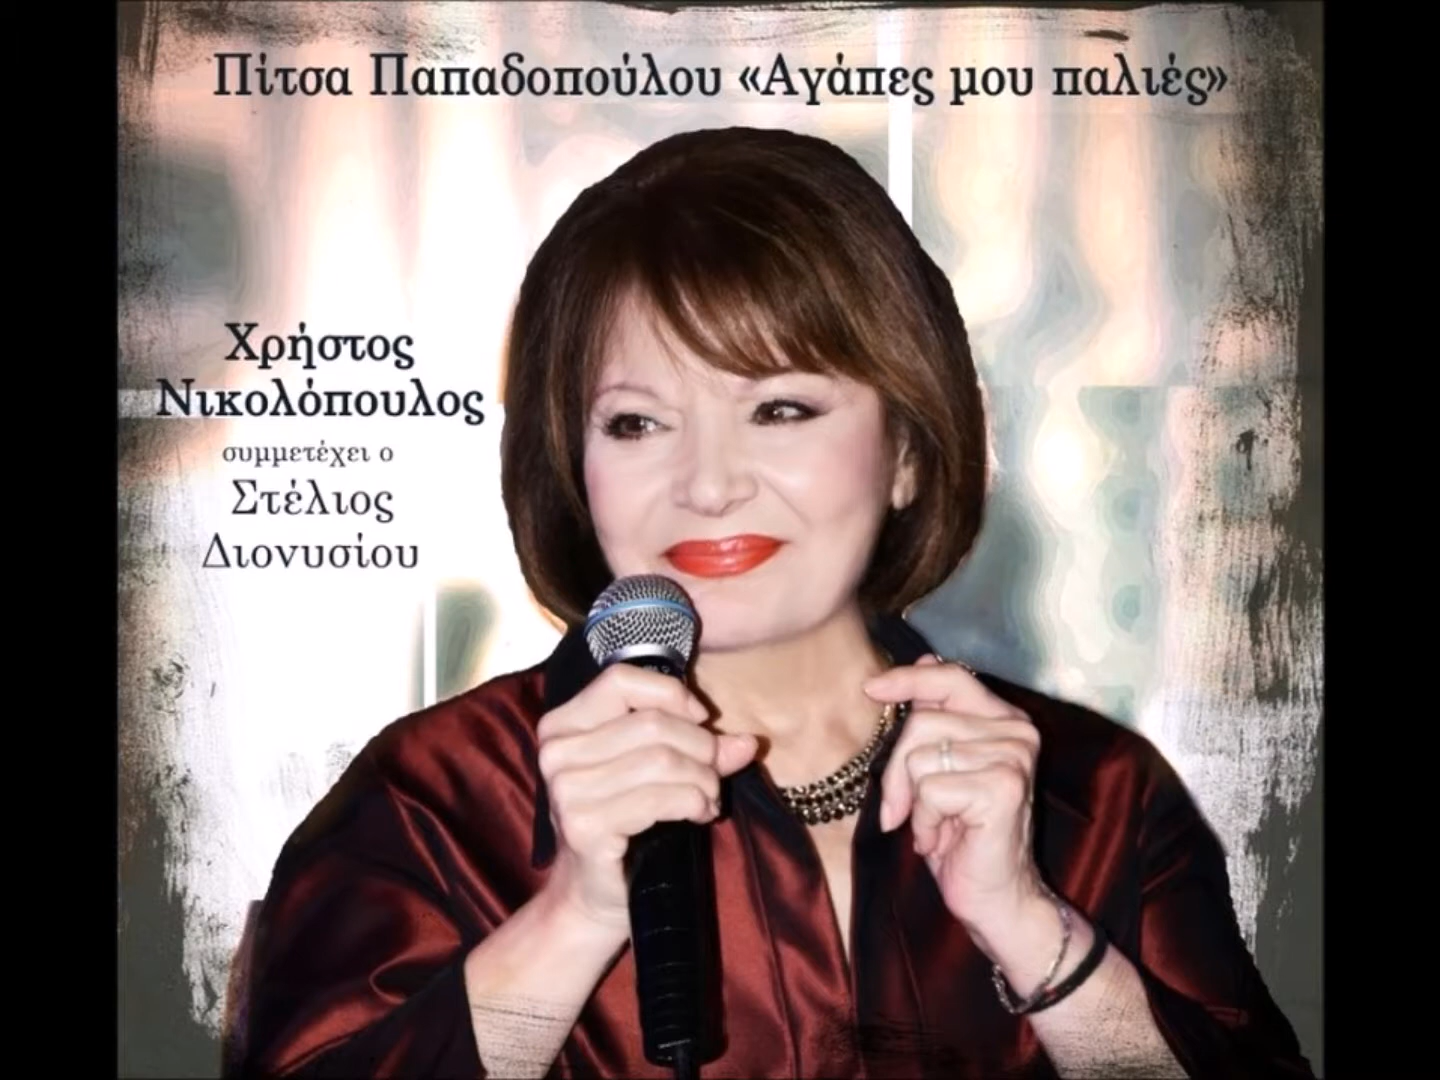 Πίτσα Παπαδοπούλου «Αγάπες μου παλιές»
Χρήστος
Νικολόπουλος
συμμετέχει ο
Στέλιος
Διονυσίου